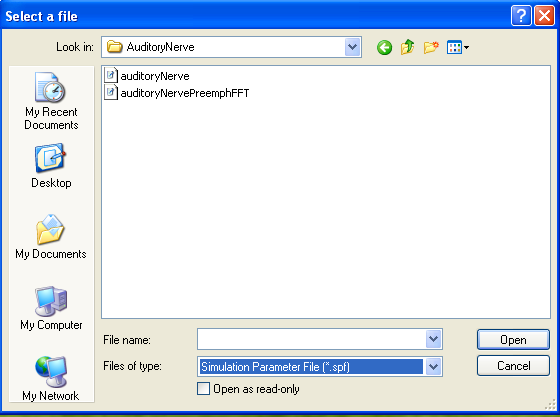 Select a file
Look in: AuditoryNerve
auditoryNerve
auditoryNervePreemphFFT
My Recent
Documents
Desktop
My Documents
My Computer
My Network
File name:
Open
Files of type: Simulation Parameter File (*.spf)
Cancel
Open as read-only